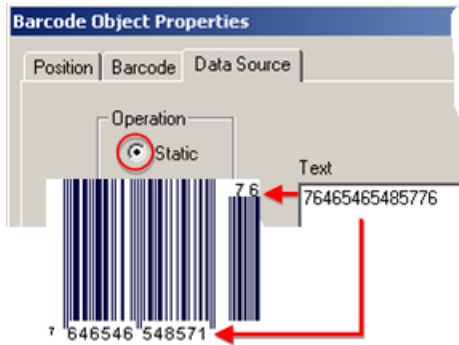 Barcode Object Properties
Position Barcode Data Source
Operation
Static
Text
76465465485776
7 6
7 646546 548571